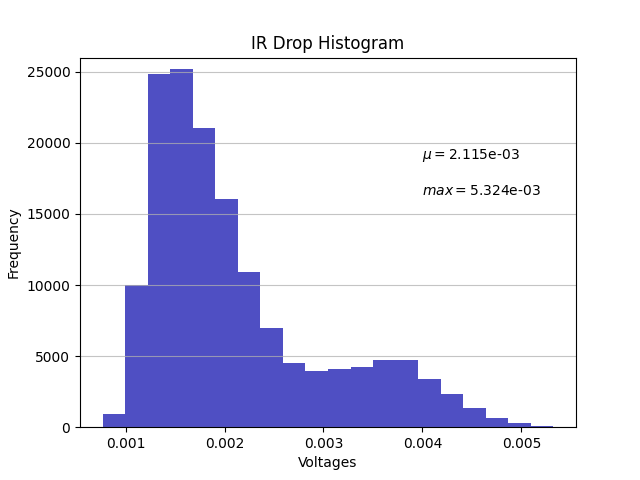 IR Drop Histogram
25000
20000
15000
10000
5000
0
Frequency
μ = 2.115e-03
max = 5.324e-03
0.001 0.002 0.003 0.004 0.005
Voltages